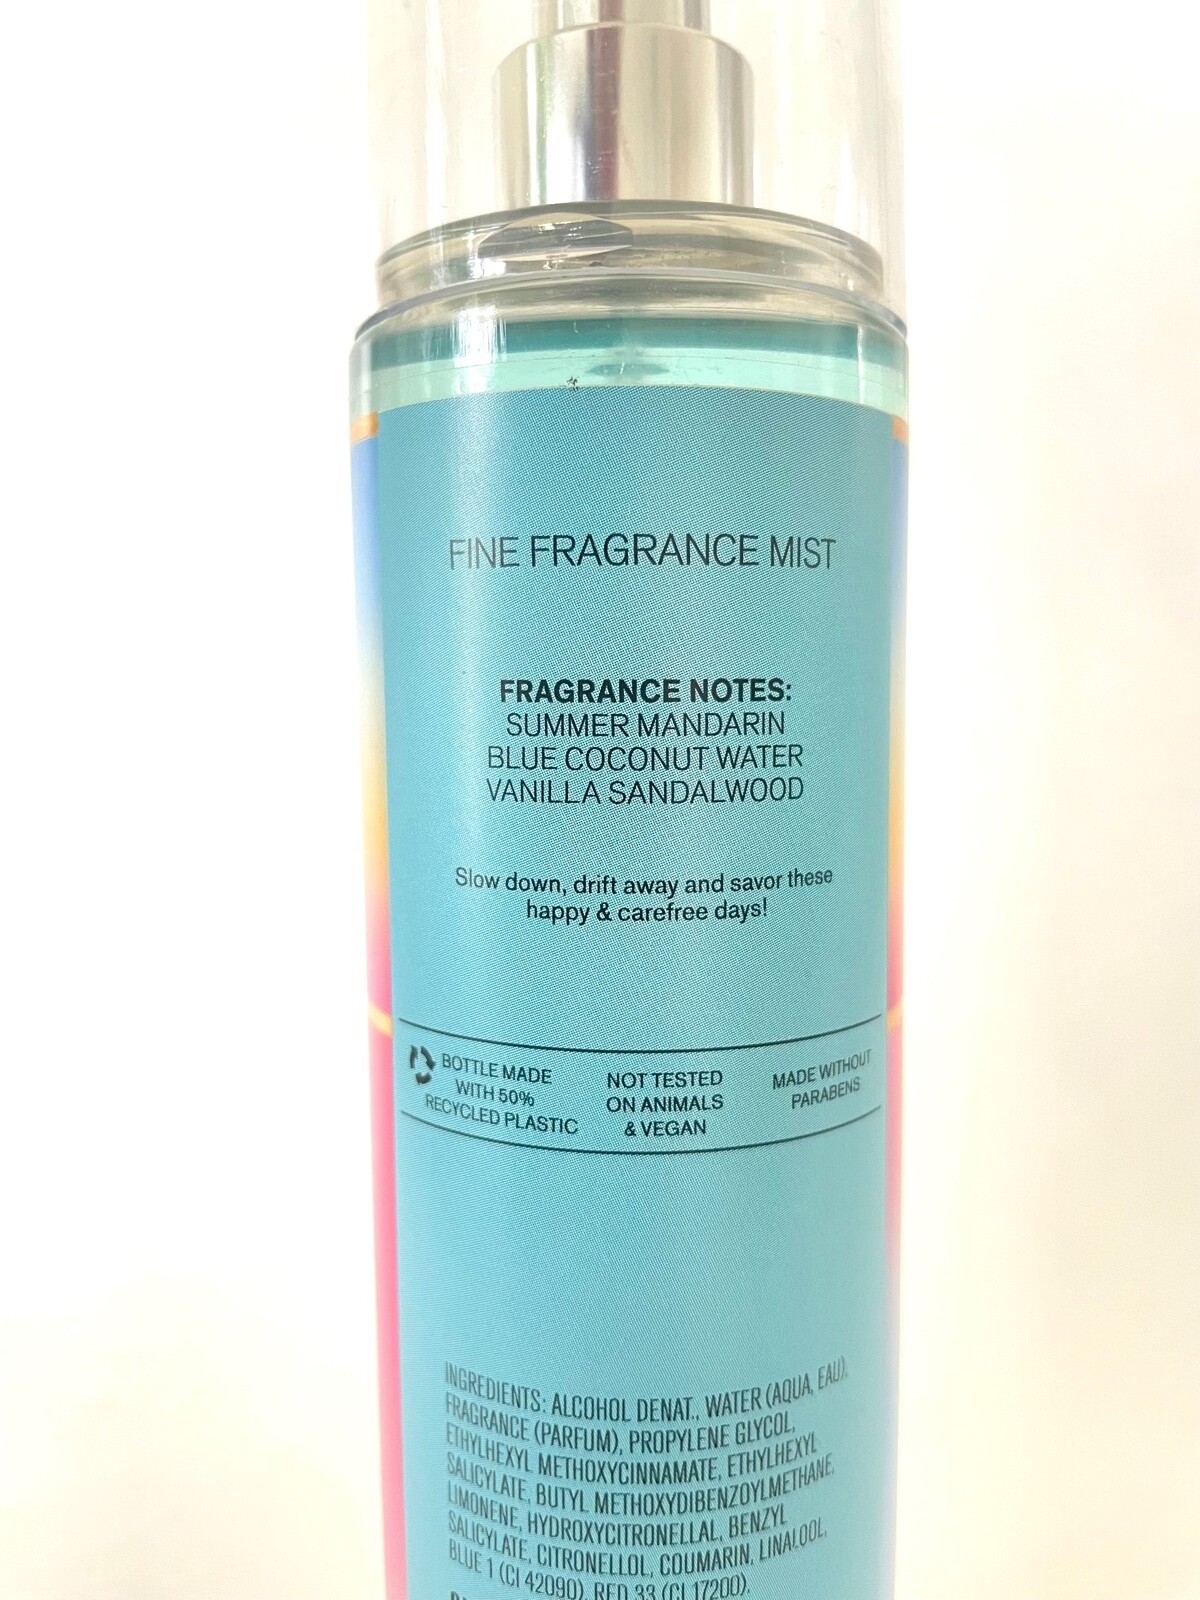 FINE FRAGRANCE MIST
FRAGRANCE NOTES:
SUMMER MANDARIN
BLUE COCONUT WATER
VANILLA SANDALWOOD
Slow down, drift away and savor these
happy & carefree days!
BOTTLE MADE
WITH 50%
RECYCLED PLASTIC
NOT TESTED
ON ANIMALS
& VEGAN
MADE WITHOUT
PARABENS
INGREDIENTS: ALCOHOL DENAT., WATER (AQUA, EAU),
FRAGRANCE (PARFUM), PROPYLENE GLYCOL,
ETHYLHEXYL METHOXYCINNAMATE, ETHYLHEXYL
SALICYLATE, BUTYL METHOXYDIBENZOYLMETHANE,
LIMONENE, HYDROXYCITRONELLAL, BENZYL
SALICYLATE, CITRONELLOL, COUMARIN, LINALOOL,
BLUE 1 (CI 42090), RED 33 (CI 17200).